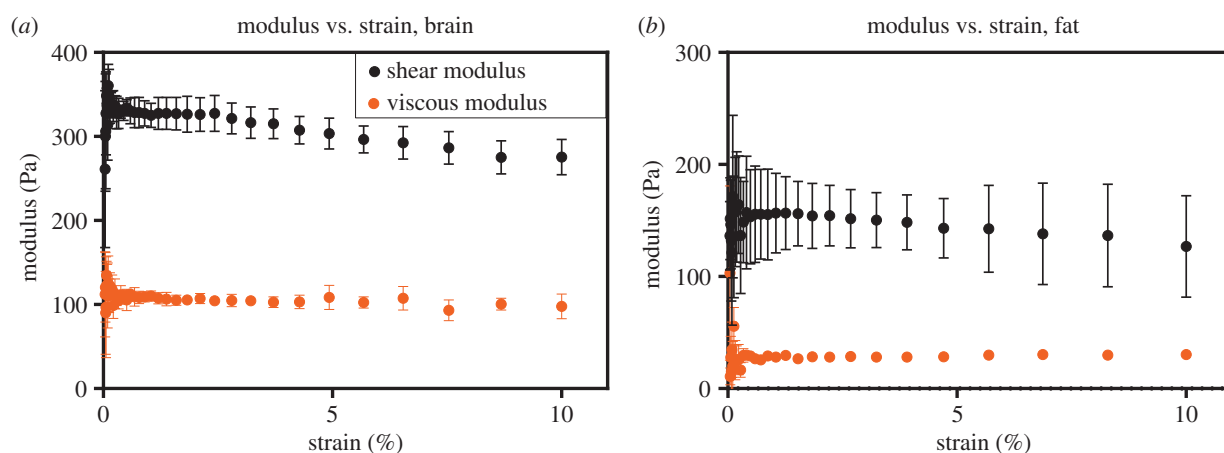 (a) modulus vs. strain, brain
400
300
200
100
0
modulus (Pa)
shear modulus
viscous modulus
0 5 10
strain (%)
(b) modulus vs. strain, fat
300
200
100
0
modulus (Pa)
0 5 10
strain (%)